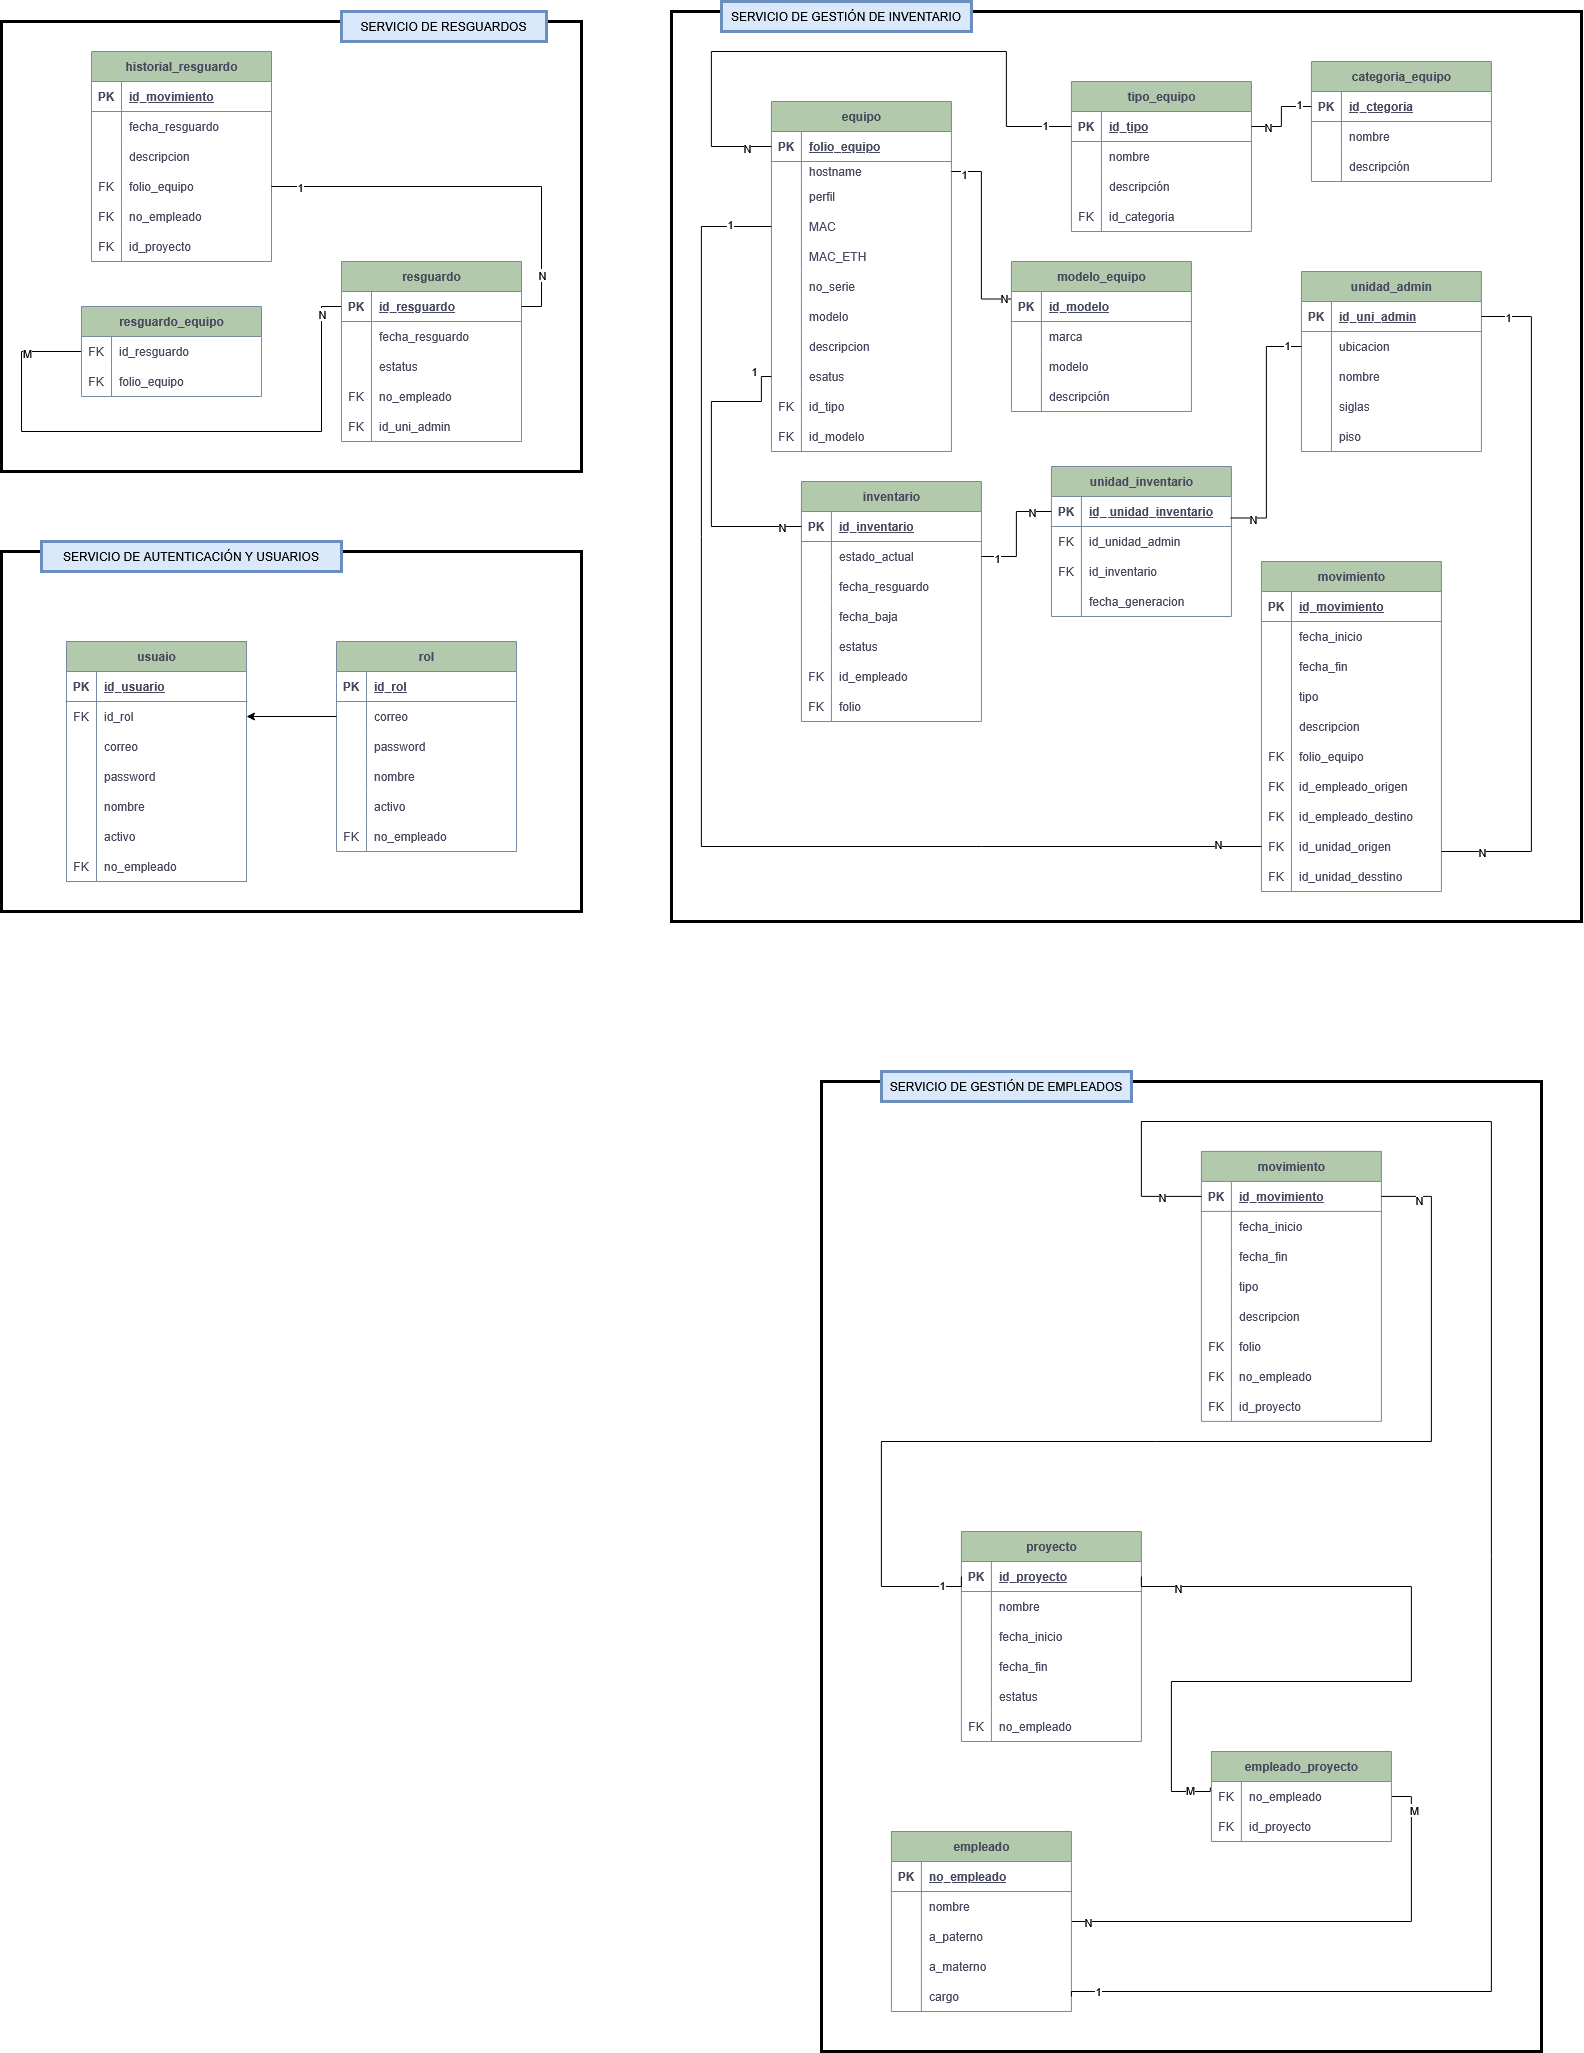 SERVICIO DE RESGUARDOS
historial_resguardo
PK id_movimiento
fecha_resguardo
descripcion
FK folio_equipo
FK no_empleado
FK id_proyecto
1
N
resguardo
PK id_resguardo
fecha_resguardo
estatus
FK no_empleado
FK id_uni_admin
N
resguardo_equipo
FK id_resguardo
FK folio_equipo
M
SERVICIO DE AUTENTICACIÓN Y USUARIOS
usuaio
PK id_usuario
FK id_rol
correo
password
nombre
activo
FK no_empleado
rol
PK id_rol
correo
password
nombre
activo
FK no_empleado
SERVICIO DE GESTIÓN DE INVENTARIO
equipo
PK folio_equipo
hostname
perfil
MAC
MAC_ETH
no_serie
modelo
descripcion
esatus
FK id_tipo
FK id_modelo
N
1
1
1
tipo_equipo
PK id_tipo
nombre
descripción
FK id_categoria
1
N
categoria_equipo
PK id_ctegoria
nombre
descripción
1
modelo_equipo
PK id_modelo
marca
modelo
descripción
N
unidad_admin
PK id_uni_admin
ubicacion
nombre
siglas
piso
1
1
inventario
PK id_inventario
estado_actual
fecha_resguardo
fecha_baja
estatus
FK id_empleado
FK folio
N
1
unidad_inventario
PK id_ unidad_inventario
FK id_unidad_admin
FK id_inventario
fecha_generacion
N
N
movimiento
PK id_movimiento
fecha_inicio
fecha_fin
tipo
descripcion
FK folio_equipo
FK id_empleado_origen
FK id_empleado_destino
FK id_unidad_origen
FK id_unidad_desstino
N
N
SERVICIO DE GESTIÓN DE EMPLEADOS
movimiento
PK id_movimiento
fecha_inicio
fecha_fin
tipo
descripcion
FK folio
FK no_empleado
FK id_proyecto
N
N
proyecto
PK id_proyecto
nombre
fecha_inicio
fecha_fin
estatus
FK no_empleado
1
N
empleado_proyecto
FK no_empleado
FK id_proyecto
M
M
empleado
PK no_empleado
nombre
a_paterno
a_materno
cargo
N
1